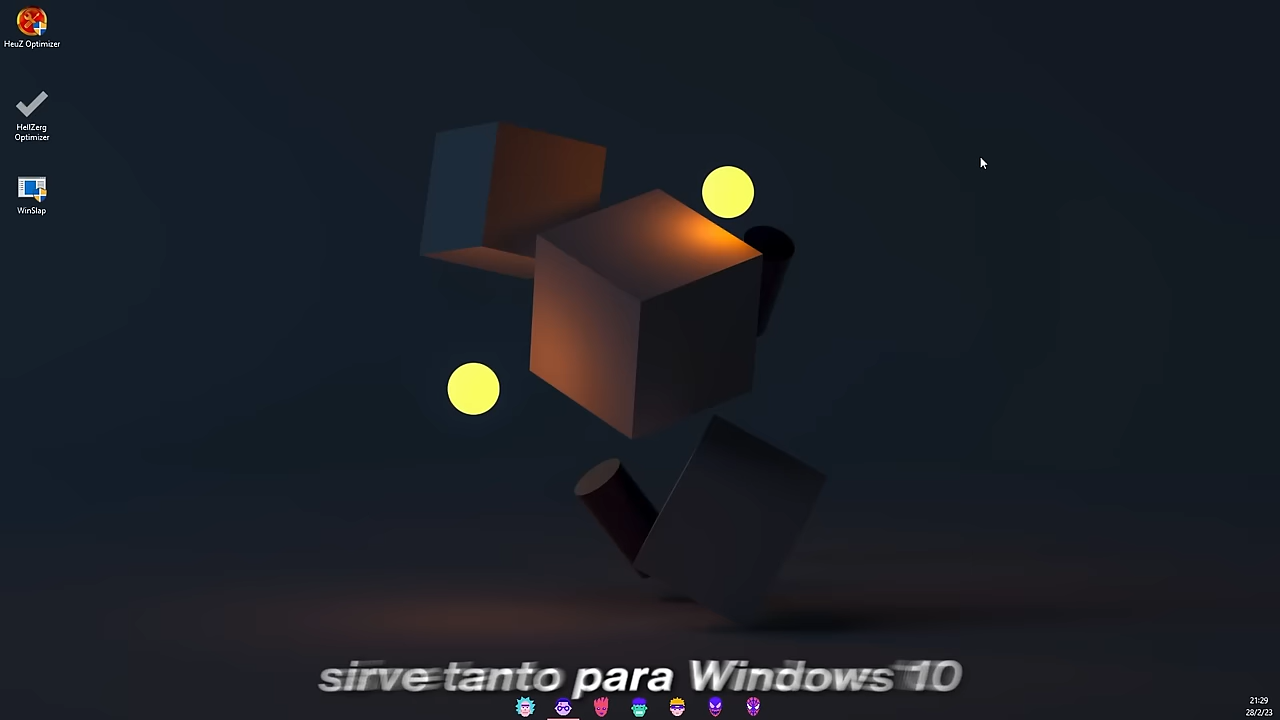 HeuZ Optimizer
HellZerg
Optimizer
WinSlap
sirve tanto para Windows 10
21:29
28/2/23